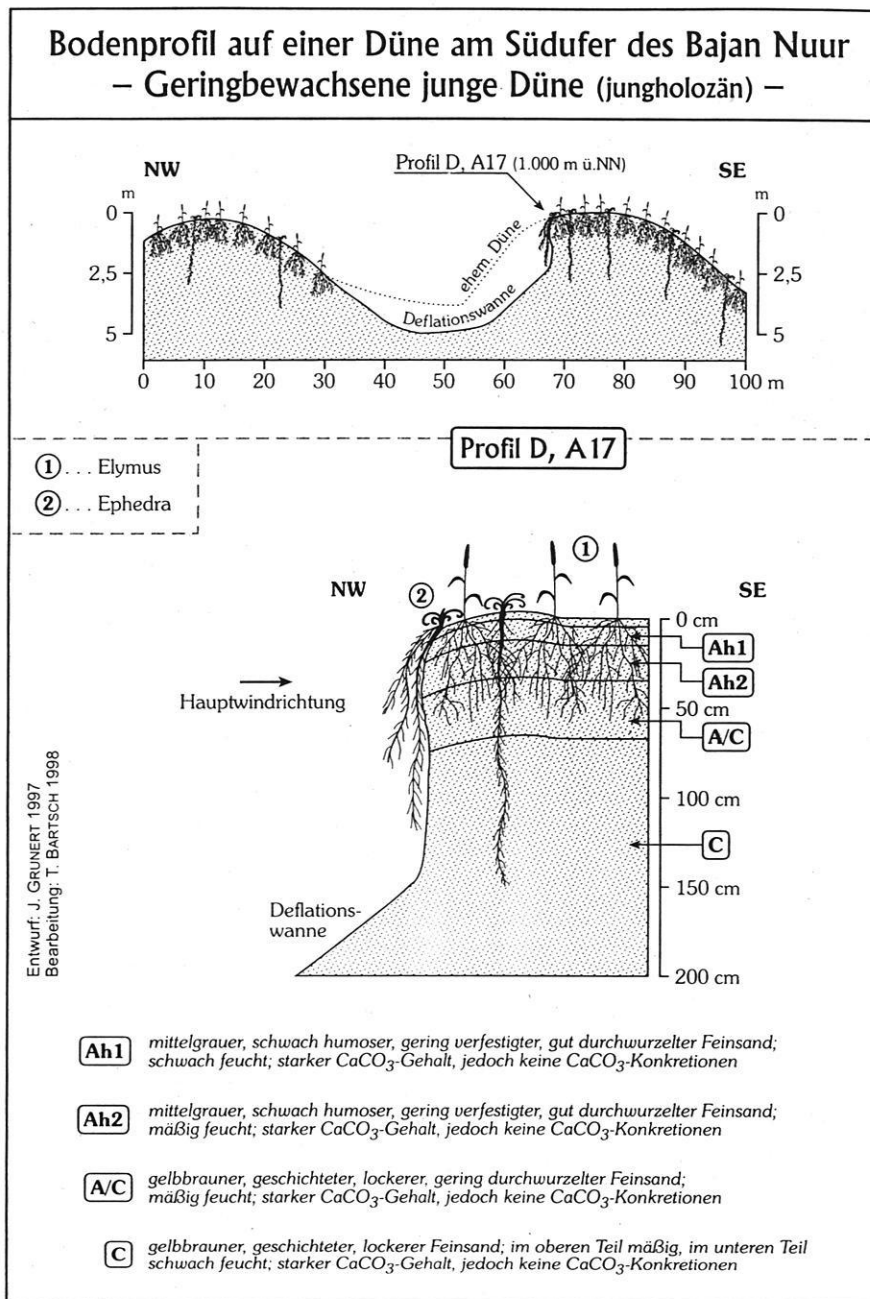 Bodenprofil auf einer Düne am Südufer des Bajan Nuur
– Geringbewachsene junge Düne (jungholozän) –
NW
Profil D, A17 (1.000 m ü.NN)
SE
m
m
0
0
2,5
2,5
5
5
ehem. Düne
Deflationswanne
0 10 20 30 40 50 60 70 80 90 100 m
Profil D, A17
1 . . . Elymus
2 . . . Ephedra
1
NW
2
SE
0 cm
Ah1
Ah2
Hauptwindrichtung
50 cm
A/C
100 cm
C
150 cm
Deflations-
wanne
200 cm
Entwurf: J. GRUNERT 1997
Bearbeitung: T. BARTSCH 1998
Ah1 mittelgrauer, schwach humoser, gering verfestigter, gut durchwurzelter Feinsand;
schwach feucht; starker CaCO3-Gehalt, jedoch keine CaCO3-Konkretionen
Ah2 mittelgrauer, schwach humoser, gering verfestigter, gut durchwurzelter Feinsand;
mäßig feucht; starker CaCO3-Gehalt, jedoch keine CaCO3-Konkretionen
A/C gelbbrauner, geschichteter, lockerer, gering durchwurzelter Feinsand;
mäßig feucht; starker CaCO3-Gehalt, jedoch keine CaCO3-Konkretionen
C gelbbrauner, geschichteter, lockerer Feinsand; im oberen Teil mäßig, im unteren Teil
schwach feucht; starker CaCO3-Gehalt, jedoch keine CaCO3-Konkretionen